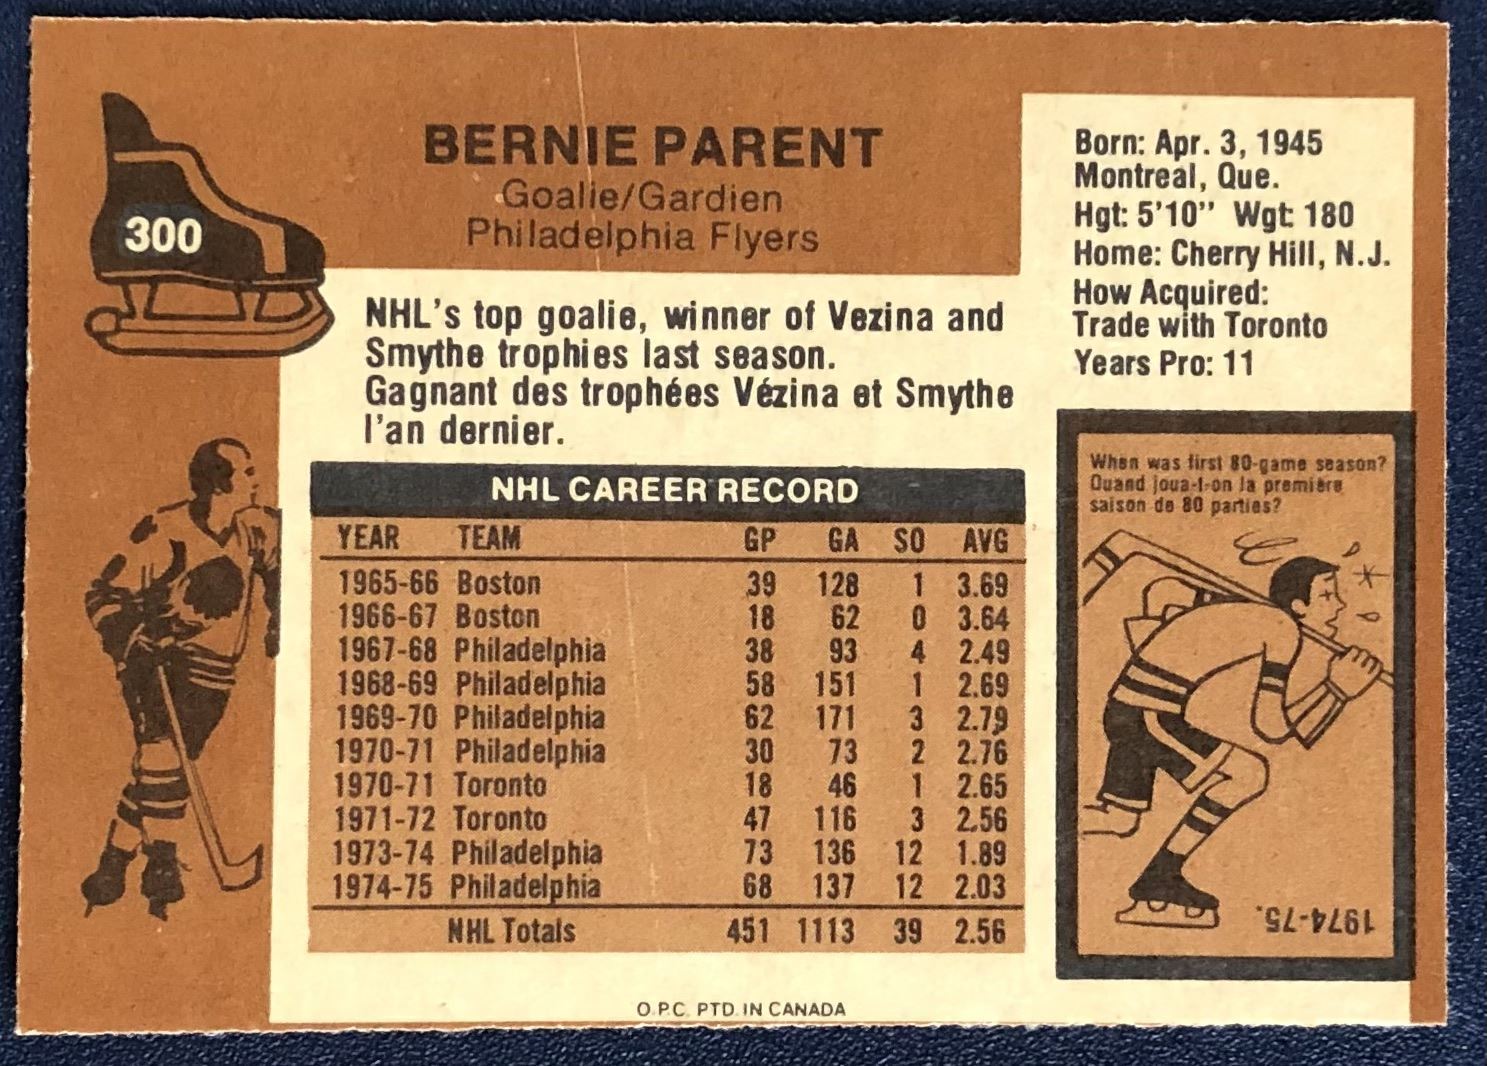 300
BERNIE PARENT
Goalie/Gardien
Philadelphia Flyers
Born: Apr. 3, 1945
Montreal, Que.
Hgt: 5'10" Wgt: 180
Home: Cherry Hill, N.J.
How Acquired:
Trade with Toronto
Years Pro: 11
NHL's top goalie, winner of Vezina and
Smythe trophies last season.
Gagnant des trophées Vézina et Smythe
l'an dernier.
NHL CAREER RECORD
YEAR TEAM GP GA SO AVG
1965-66 Boston 39 128 1 3.69
1966-67 Boston 18 62 0 3.64
1967-68 Philadelphia 38 93 4 2.49
1968-69 Philadelphia 58 151 1 2.69
1969-70 Philadelphia 62 171 3 2.79
1970-71 Philadelphia 30 73 2 2.76
1970-71 Toronto 18 46 1 2.65
1971-72 Toronto 47 116 3 2.56
1973-74 Philadelphia 73 136 12 1.89
1974-75 Philadelphia 68 137 12 2.03
NHL Totals 451 1113 39 2.56
When was first 80-game season?
Quand joua-t-on la première
saison de 80 parties?
1974-75.
O.P.C. PTD. IN CANADA